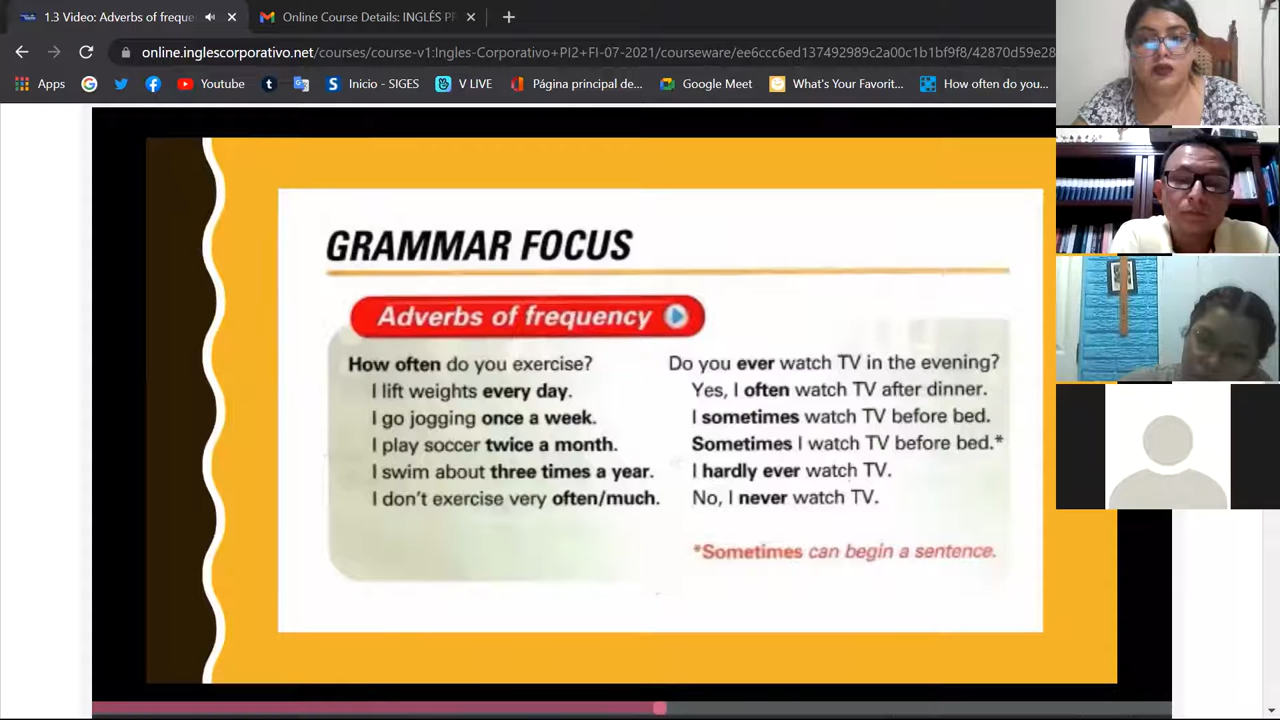 1.3 Video: Adverbs of freque
Online Course Details: INGLÉS PR
online.inglescorporativo.net/courses/course-v1:Ingles-Corporativo+PI2+FI-07-2021/courseware/ee6ccc6ed137492989c2a00c1b1bf9f8/42870d59e28
Apps
Youtube
Inicio - SIGES
V LIVE
Página principal de...
Google Meet
What's Your Favorit...
How often do you...
GRAMMAR FOCUS
Adverbs of frequency
How often do you exercise?
I lift weights every day.
I go jogging once a week.
I play soccer twice a month.
I swim about three times a year.
I don't exercise very often/much.
Do you ever watch TV in the evening?
Yes, I often watch TV after dinner.
I sometimes watch TV before bed.
Sometimes I watch TV before bed.*
I hardly ever watch TV.
No, I never watch TV.
*Sometimes can begin a sentence.